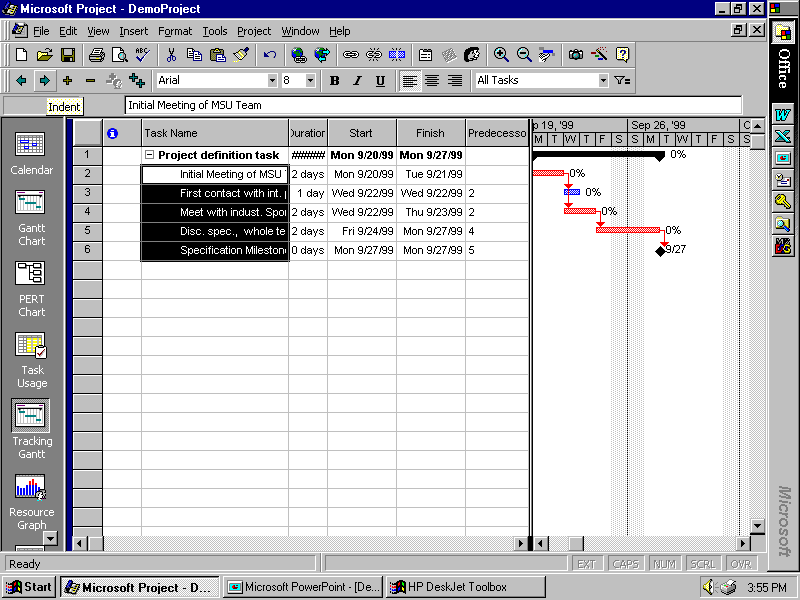 Microsoft Project - DemoProject
File Edit View Insert Format Tools Project Window Help
Arial 8 B I U All Tasks
Indent Initial Meeting of MSU Team
Calendar
Gantt
Chart
PERT
Chart
Task
Usage
Tracking
Gantt
Resource
Graph
Task Name Duration Start Finish Predecesso
1 Project definition task ####### Mon 9/20/99 Mon 9/27/99
2 Initial Meeting of MSU 2 days Mon 9/20/99 Tue 9/21/99
3 First contact with int. 1 day Wed 9/22/99 Wed 9/22/99 2
4 Meet with indust. Spo 2 days Wed 9/22/99 Thu 9/23/99 2
5 Disc. spec., whole te 2 days Fri 9/24/99 Mon 9/27/99 4
6 Specification Mileston 0 days Mon 9/27/99 Mon 9/27/99 5
p 19, '99 Sep 26, '99
M T W T F S S M T W T F S S
0%
0%
0%
0%
0%
9/27
Office
Microsoft
Ready EXT CAPS NUM SCRL OVR
Start Microsoft Project - D... Microsoft PowerPoint - [De... HP DeskJet Toolbox 3:55 PM